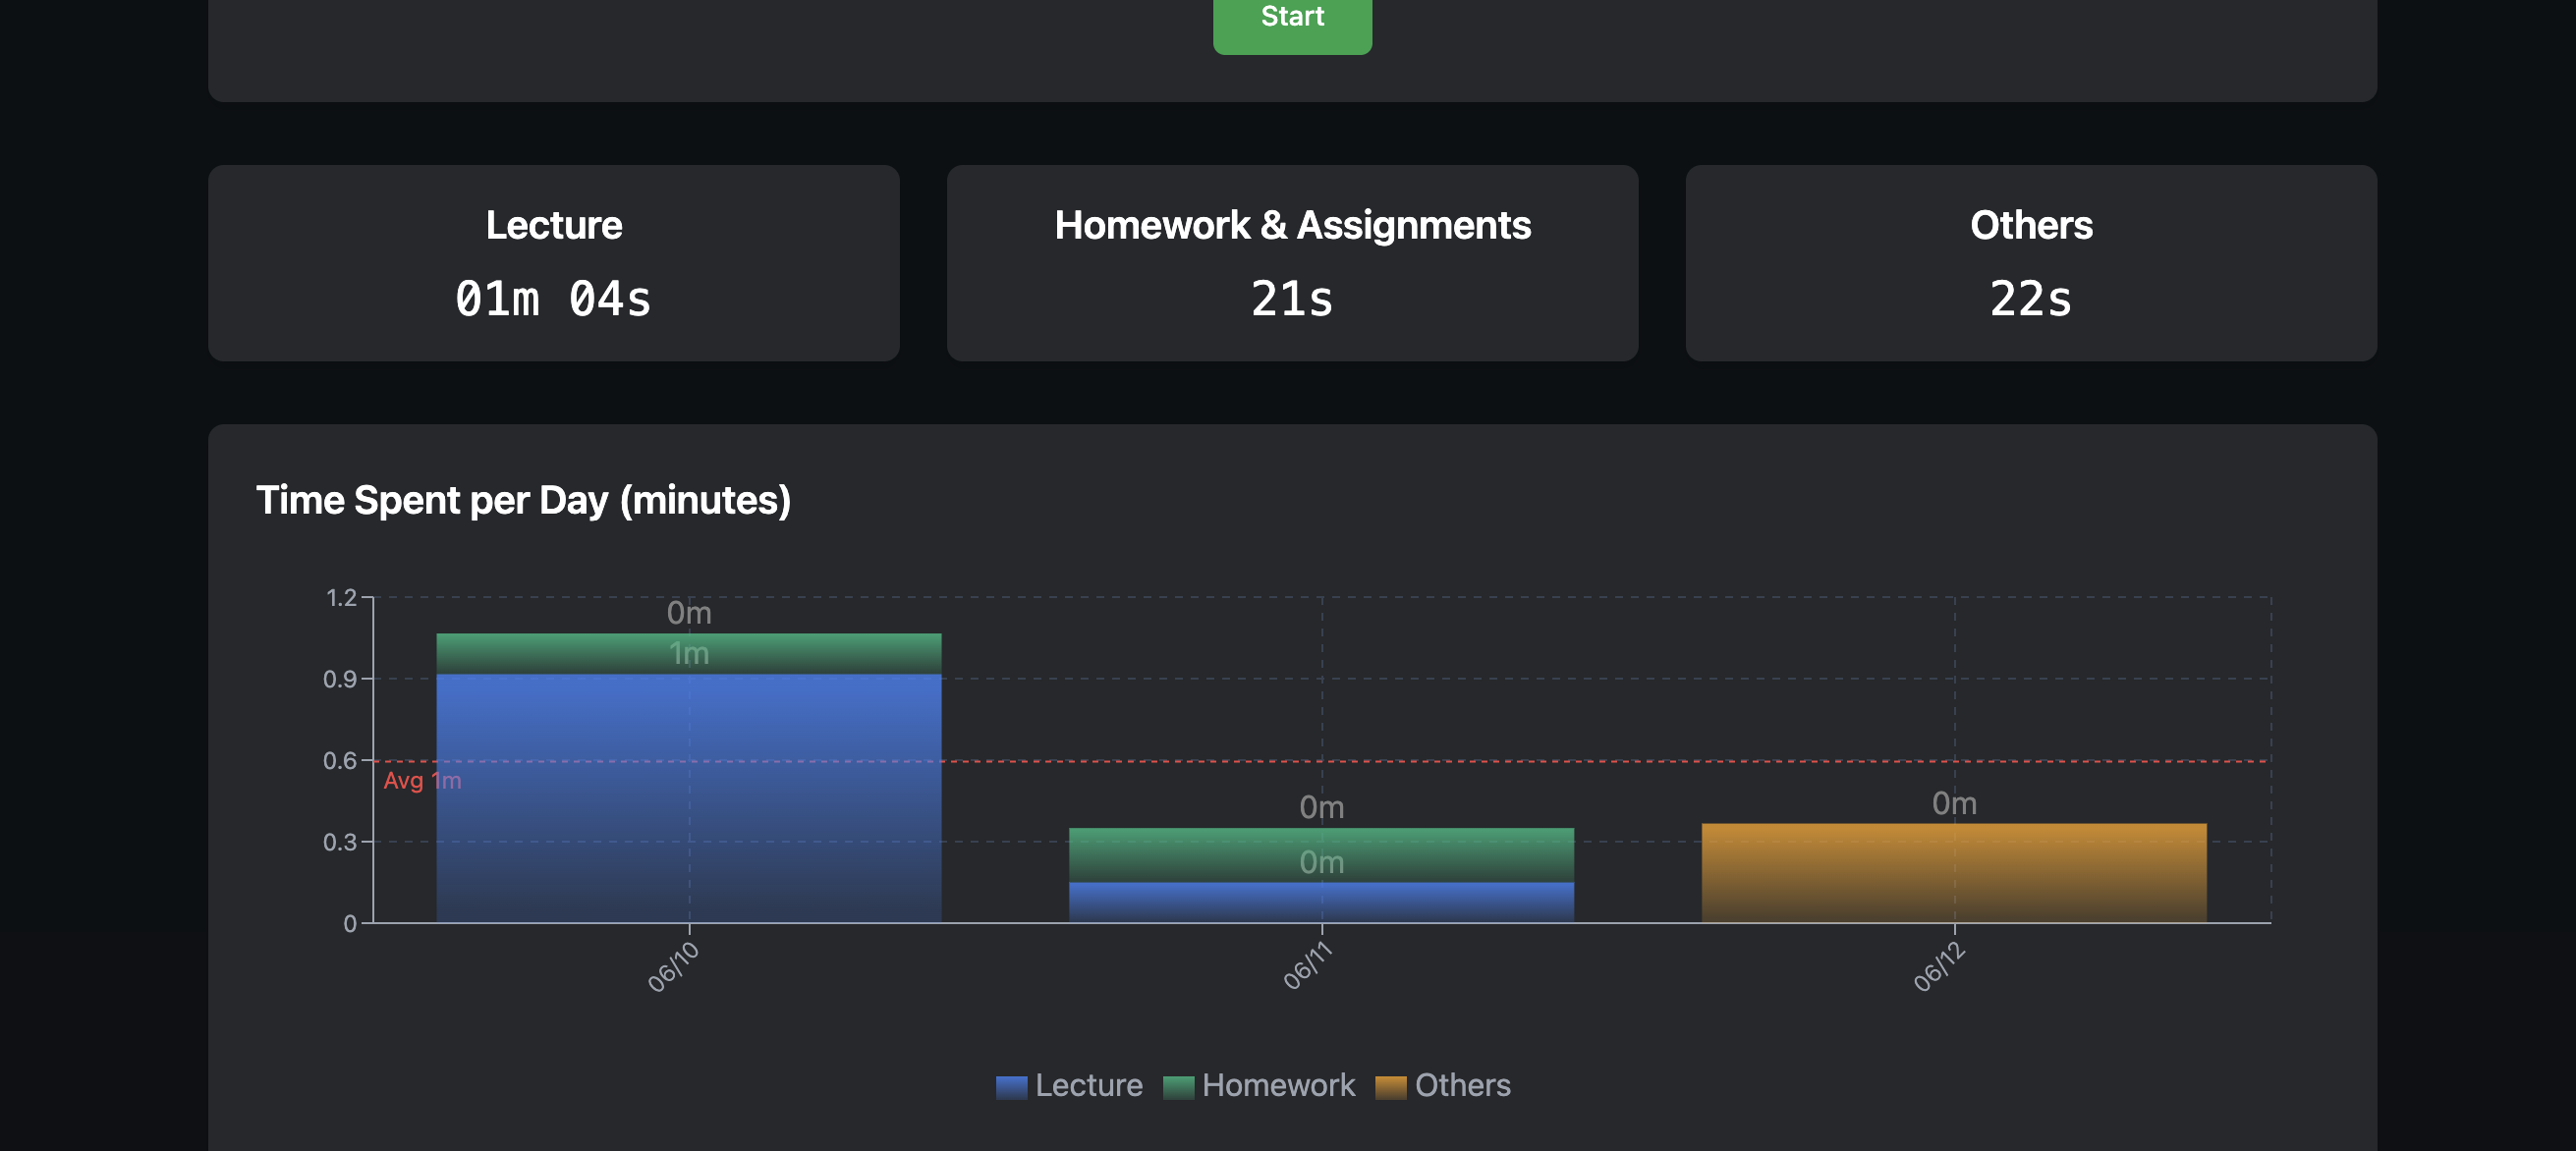 Start
Lecture
01m 04s
Homework & Assignments
21s
Others
22s
Time Spent per Day (minutes)
1.2
0.9
0.6
0.3
0
0m
1m
Avg 1m
0m
0m
0m
06/10
06/11
06/12
Lecture
Homework
Others